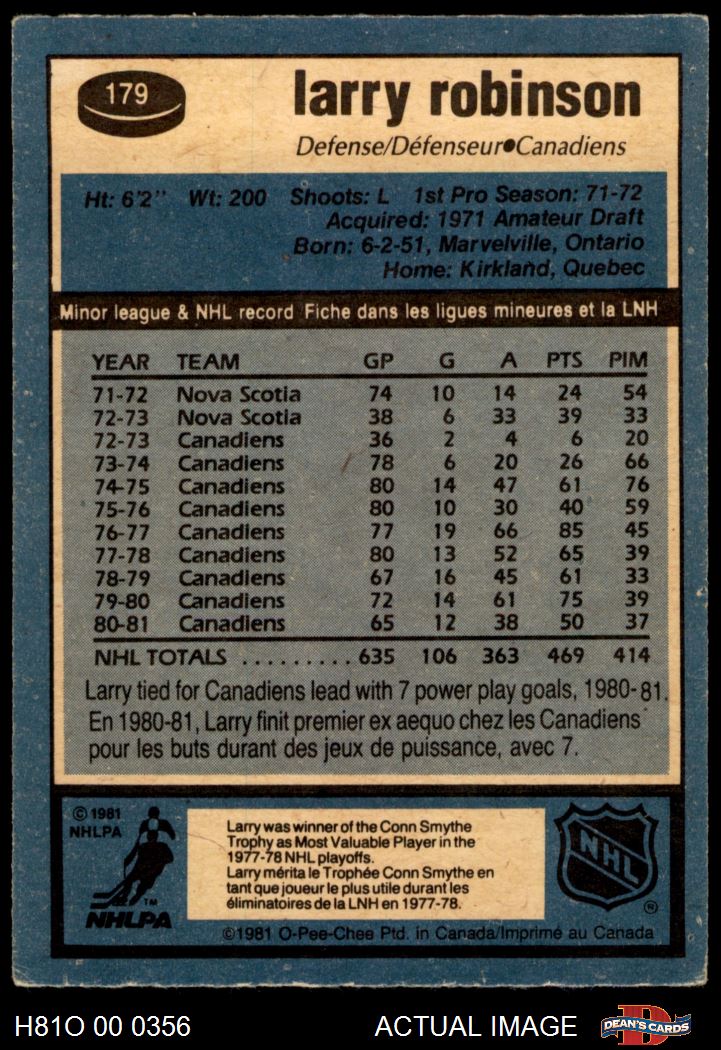 179
larry robinson
Defense/Défenseur•Canadiens
Ht: 6'2" Wt: 200 Shoots: L 1st Pro Season: 71-72
Acquired: 1971 Amateur Draft
Born: 6-2-51, Marvelville, Ontario
Home: Kirkland, Quebec
Minor league & NHL record Fiche dans les ligues mineures et la LNH
YEAR TEAM GP G A PTS PIM
71-72 Nova Scotia 74 10 14 24 54
72-73 Nova Scotia 38 6 33 39 33
72-73 Canadiens 36 2 4 6 20
73-74 Canadiens 78 6 20 26 66
74-75 Canadiens 80 14 47 61 76
75-76 Canadiens 80 10 30 40 59
76-77 Canadiens 77 19 66 85 45
77-78 Canadiens 80 13 52 65 39
78-79 Canadiens 67 16 45 61 33
79-80 Canadiens 72 14 61 75 39
80-81 Canadiens 65 12 38 50 37
NHL TOTALS ......... 635 106 363 469 414
Larry tied for Canadiens lead with 7 power play goals, 1980-81.
En 1980-81, Larry finit premier ex aequo chez les Canadiens
pour les buts durant des jeux de puissance, avec 7.
© 1981
NHLPA
TM
NHLPA
Larry was winner of the Conn Smythe
Trophy as Most Valuable Player in the
1977-78 NHL playoffs.
Larry mérita le Trophée Conn Smythe en
tant que joueur le plus utile durant les
éliminatoires de la LNH en 1977-78.
NHL
®
©1981 O-Pee-Chee Ptd. in Canada/Imprimé au Canada
H81O 00 0356
ACTUAL IMAGE
D
DEAN'S CARDS